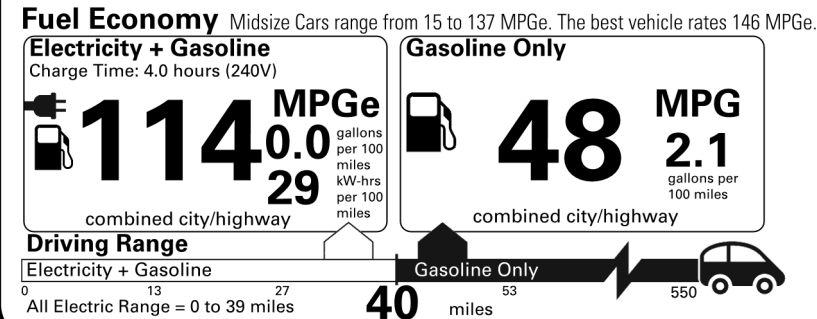 Fuel Economy Midsize Cars range from 15 to 137 MPGe. The best vehicle rates 146 MPGe.
Electricity + Gasoline
Charge Time: 4.0 hours (240V)
114
MPGe
0.0
gallons
per 100
miles
29
kW-hrs
per 100
miles
combined city/highway
Gasoline Only
48
MPG
2.1
gallons per
100 miles
combined city/highway
Driving Range
Electricity + Gasoline
Gasoline Only
0 13 27 40 miles 53 550
All Electric Range = 0 to 39 miles